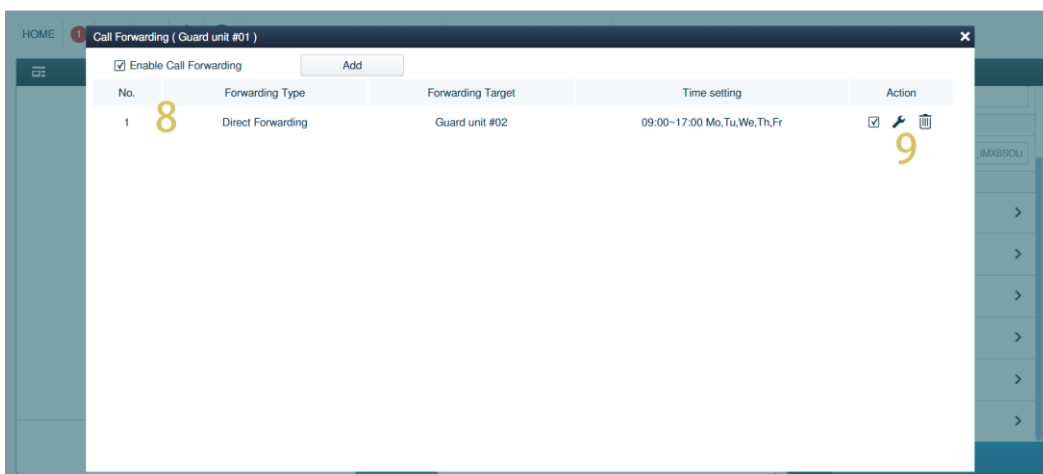 HOME 1
Call Forwarding ( Guard unit #01 )
Enable Call Forwarding Add
No. Forwarding Type Forwarding Target Time setting Action
1 8 Direct Forwarding Guard unit #02 09:00~17:00 Mo,Tu,We,Th,Fr
9